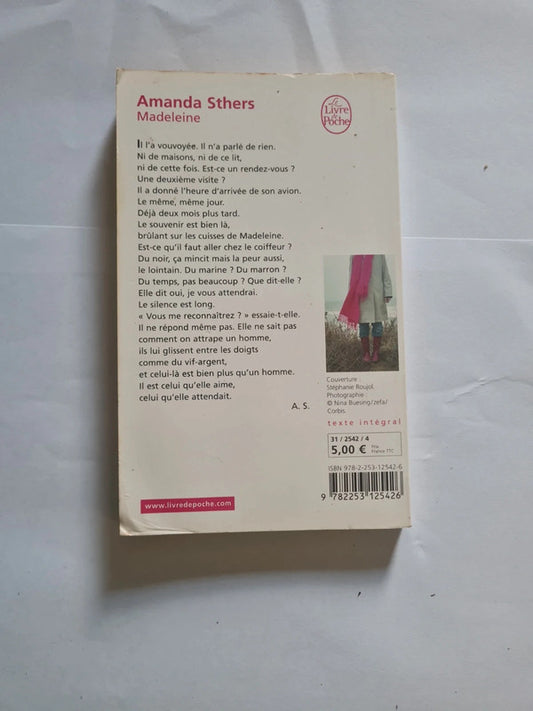 Amanda Sthers
Madeleine
Le
Livre
de
Poche
Il l'a vouvoyée. Il n'a parlé de rien.
Ni de maisons, ni de ce lit,
ni de cette fois. Est-ce un rendez-vous ?
Une deuxième visite ?
Il a donné l'heure d'arrivée de son avion.
Le même, même jour.
Déjà deux mois plus tard.
Le souvenir est bien là,
brûlant sur les cuisses de Madeleine.
Est-ce qu'il faut aller chez le coiffeur ?
Du noir, ça mincit mais la peur aussi,
le lointain. Du marine ? Du marron ?
Du temps, pas beaucoup ? Que dit-elle ?
Elle dit oui, je vous attendrai.
Le silence est long.
« Vous me reconnaîtrez ? » essaie-t-elle.
Il ne répond même pas. Elle ne sait pas
comment on attrape un homme,
ils lui glissent entre les doigts
comme du vif-argent,
et celui-là est bien plus qu'un homme.
Il est celui qu'elle aime,
celui qu'elle attendait.
A. S.
Couverture :
Stéphanie Roujol.
Photographie :
© Nina Buesing/zefa/
Corbis
texte intégral
31 / 2542 / 4
5,00 € Prix
France TTC
ISBN 978-2-253-12542-6
9 782253 125426
www.livredepoche.com